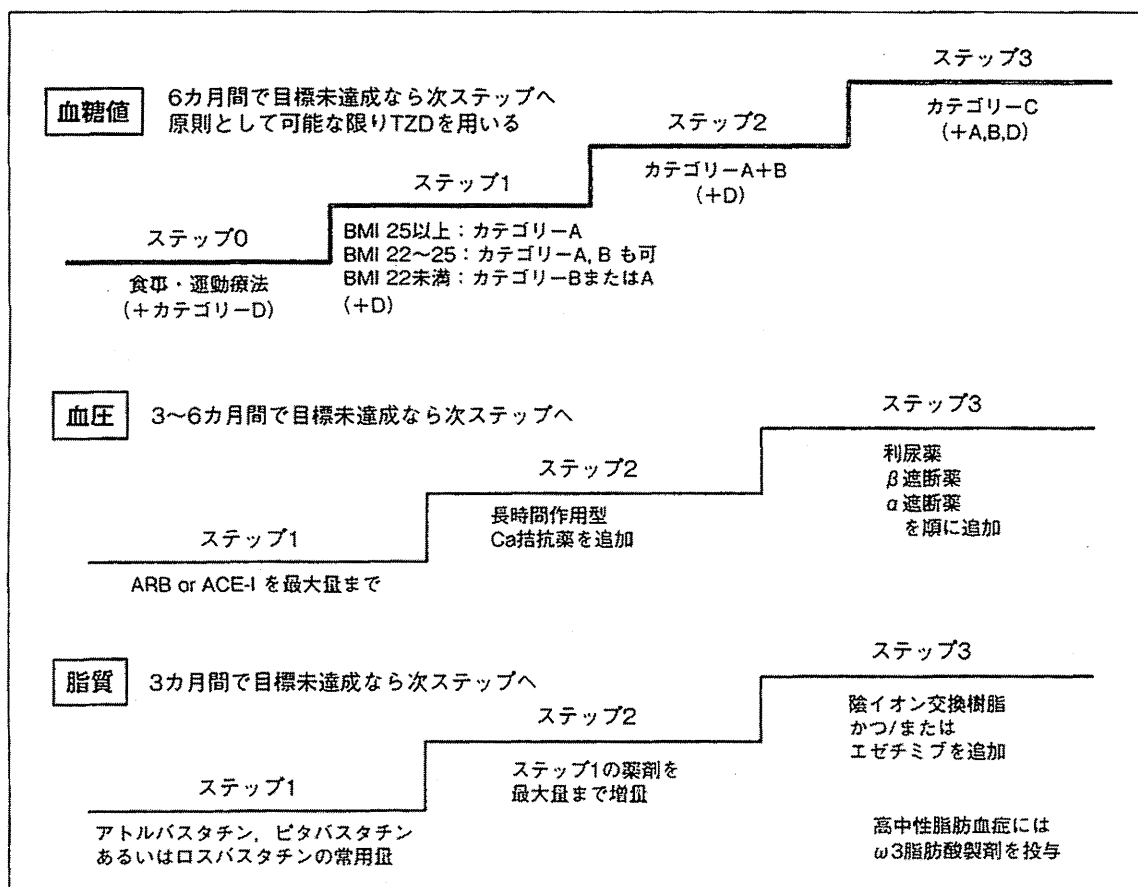 血糖値
6カ月間で目標未達成なら次ステップへ
原則として可能な限りTZDを用いる
ステップ0
食事・運動療法
(+カテゴリーD)
ステップ1
BMI 25以上:カテゴリーA
BMI 22〜25:カテゴリーA, B も可
BMI 22未満:カテゴリーBまたはA
(+D)
ステップ2
カテゴリーA+B
(+D)
ステップ3
カテゴリーC
(+A,B,D)
血圧
3〜6カ月間で目標未達成なら次ステップへ
ステップ1
ARB or ACE-I を最大量まで
ステップ2
長時間作用型
Ca拮抗薬を追加
ステップ3
利尿薬
β遮断薬
α遮断薬
を順に追加
脂質
3カ月間で目標未達成なら次ステップへ
ステップ1
アトルバスタチン,ピタバスタチン
あるいはロスバスタチンの常用量
ステップ2
ステップ1の薬剤を
最大量まで増量
ステップ3
陰イオン交換樹脂
かつ/または
エゼチミブを追加
高中性脂肪血症には
ω3脂肪酸製剤を投与